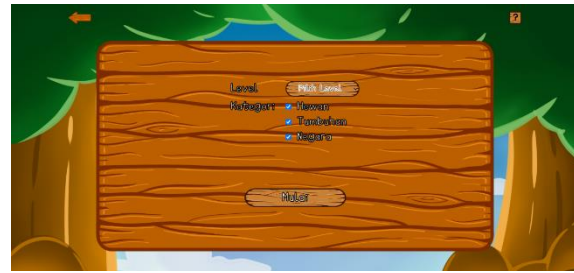 ?
Level Pilih Level
Kategori Hewan
Tumbuhan
Negara
Mulai